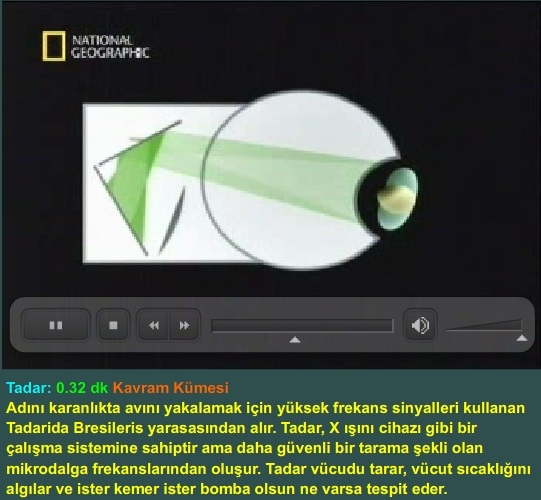 NATIONAL
GEOGRAPHIC
Tadar: 0.32 dk Kavram Kümesi
Adını karanlıkta avını yakalamak için yüksek frekans sinyalleri kullanan
Tadarida Bresileris yarasasından alır. Tadar, X ışını cihazı gibi bir
çalışma sistemine sahiptir ama daha güvenli bir tarama şekli olan
mikrodalga frekanslarından oluşur. Tadar vücudu tarar, vücut sıcaklığını
algılar ve ister kemer ister bomba olsun ne varsa tespit eder.